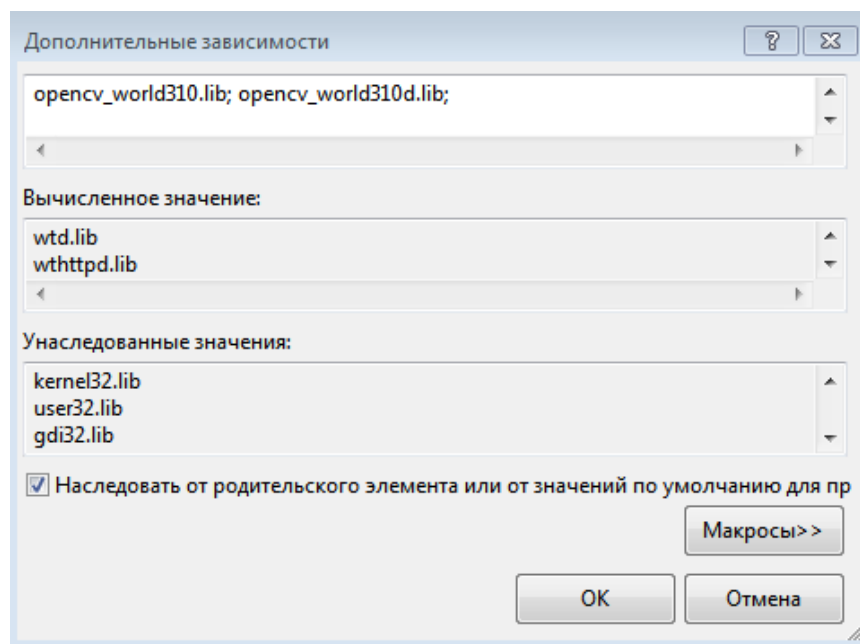 Дополнительные зависимости
opencv_world310.lib; opencv_world310d.lib;
Вычисленное значение:
wtd.lib
wthttpd.lib
Унаследованные значения:
kernel32.lib
user32.lib
gdi32.lib
Наследовать от родительского элемента или от значений по умолчанию для пр
Макросы>>
ОК
Отмена